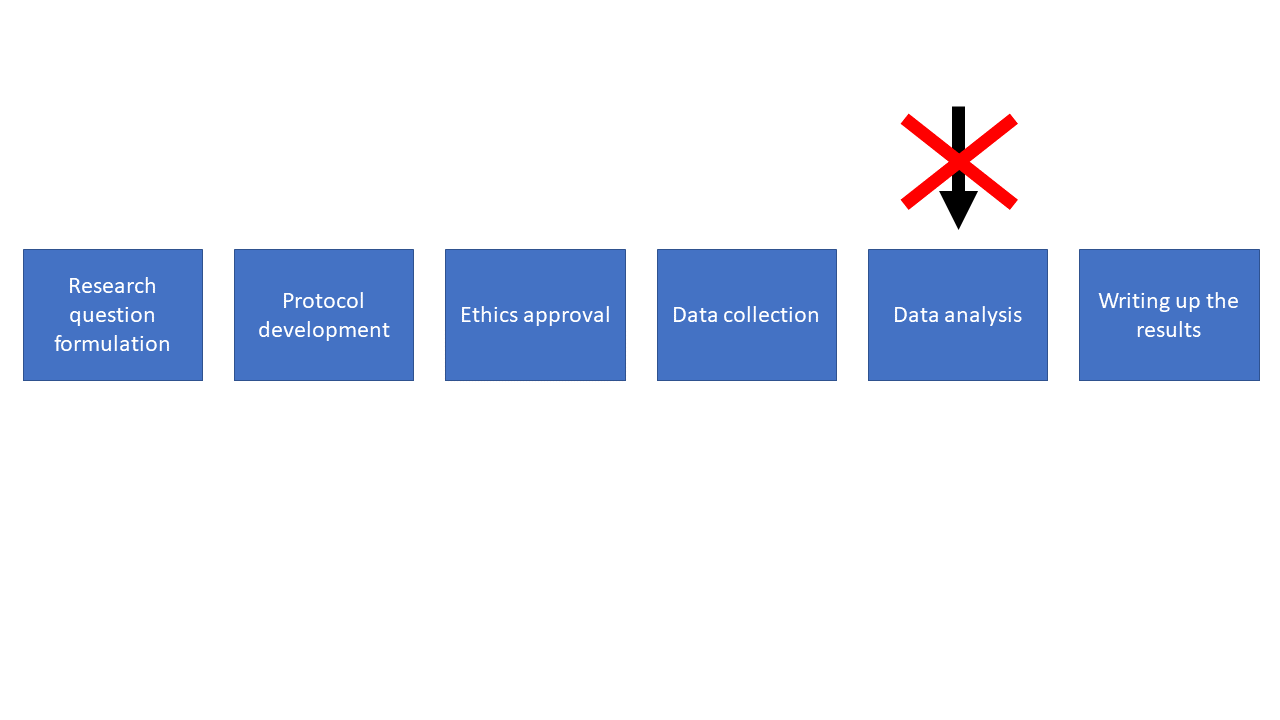 Research
question
formulation
Protocol
development
Ethics approval
Data collection
Data analysis
Writing up the
results